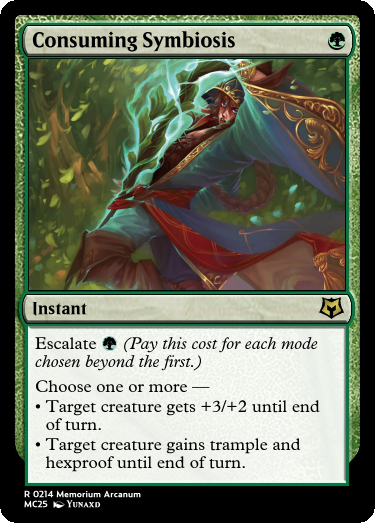 Consuming Symbiosis
Instant
Escalate (Pay this cost for each mode
chosen beyond the first.)
Choose one or more —
• Target creature gets +3/+2 until end
of turn.
• Target creature gains trample and
hexproof until end of turn.
R 0214 Memorium Arcanum
MC25 Yunaxd